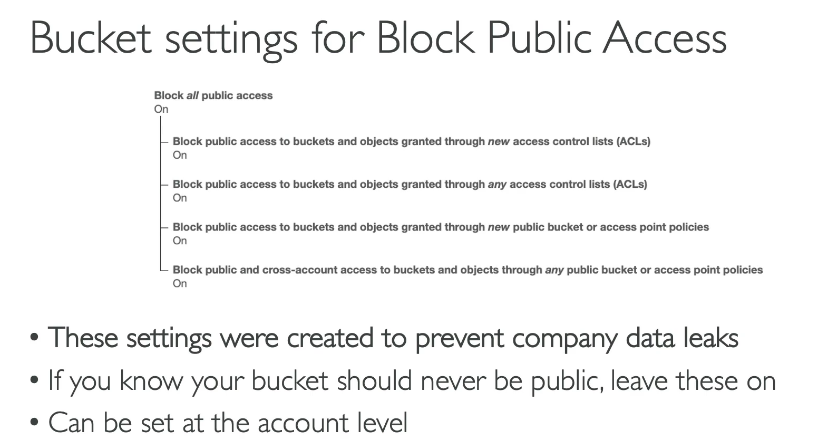 Bucket settings for Block Public Access
Block all public access
On
Block public access to buckets and objects granted through new access control lists (ACLs)
On
Block public access to buckets and objects granted through any access control lists (ACLs)
On
Block public access to buckets and objects granted through new public bucket or access point policies
On
Block public and cross-account access to buckets and objects through any public bucket or access point policies
On
• These settings were created to prevent company data leaks
• If you know your bucket should never be public, leave these on
• Can be set at the account level